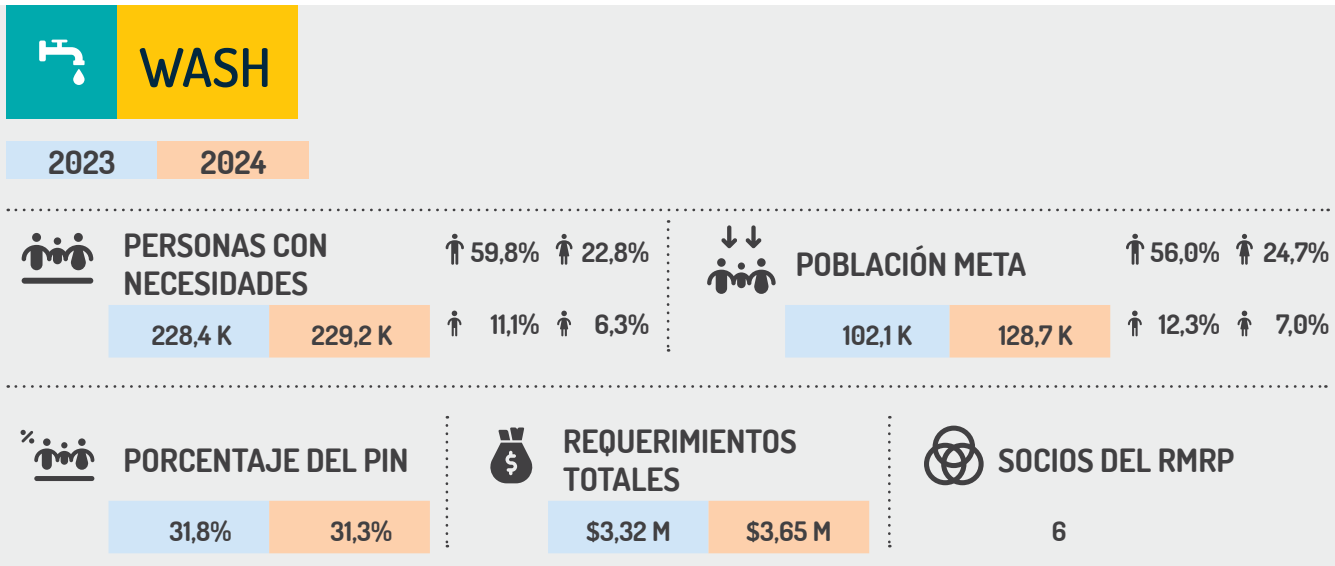 WASH
2023 2024
PERSONAS CON
NECESIDADES
59,8% 22,8%
228,4 K 229,2 K
11,1% 6,3%
POBLACIÓN META
56,0% 24,7%
102,1 K 128,7 K
12,3% 7,0%
% PORCENTAJE DEL PIN
31,8% 31,3%
$ REQUERIMIENTOS
TOTALES
$3,32 M $3,65 M
SOCIOS DEL RMRP
6